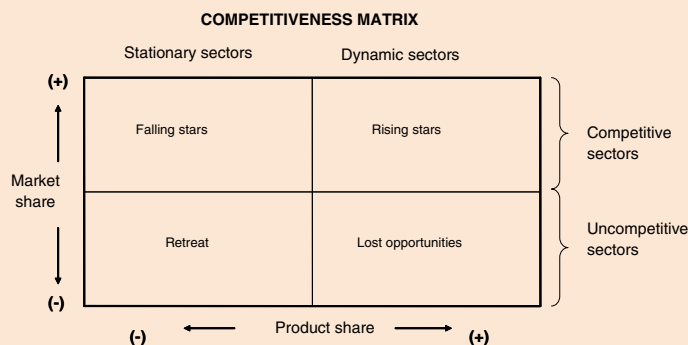 COMPETITIVENESS MATRIX
Stationary sectors
Dynamic sectors
(+)
Falling stars
Rising stars
Competitive
sectors
Market
share
Retreat
Lost opportunities
Uncompetitive
sectors
(-)
(-)
Product share
(+)